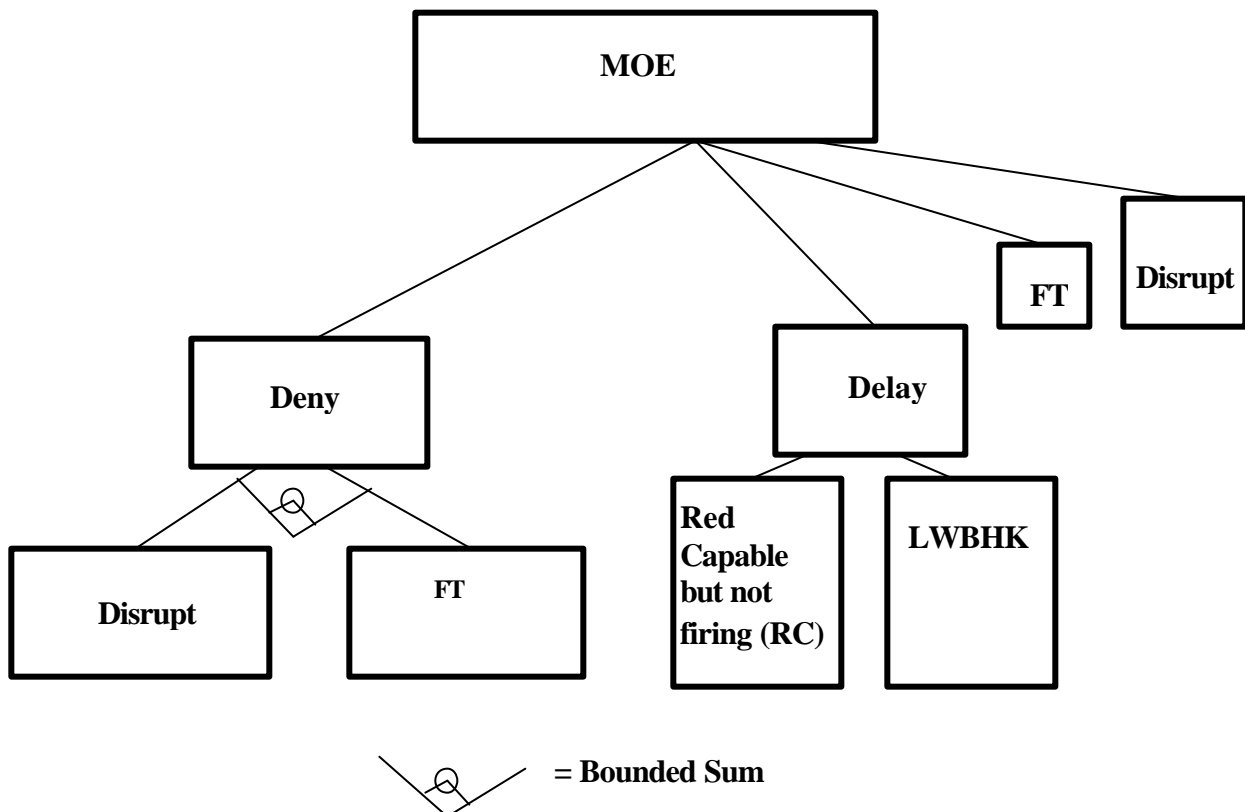 MOE
FT
Disrupt
Deny
Delay
Disrupt
FT
Red
Capable
but not
firing (RC)
LWBHK
= Bounded Sum